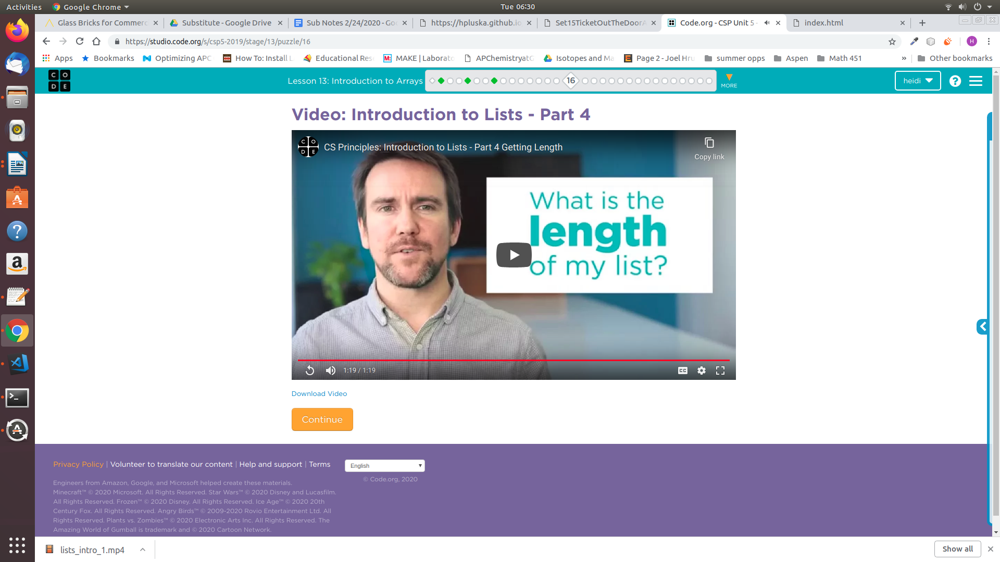 Activities Google Chrome Tue 06:30
Glass Bricks for Commerc Substitute - Google Drive Sub Notes 2/24/2020 - Go https://hpluska.github.io Set15TicketOutTheDoorA Code.org - CSP Unit 5 - index.html
https://studio.code.org/s/csp5-2019/stage/13/puzzle/16 H
Apps Bookmarks Optimizing APC How To: Install L Educational Res M: MAKE | Laborato APChemistryatG Isotopes and Ma Page 2 - Joel Hru summer opps Aspen Math 451 » Other bookmarks
CODE Lesson 13: Introduction to Arrays 16 MORE heidi ?
Video: Introduction to Lists - Part 4
CODE CS Principles: Introduction to Lists - Part 4 Getting Length Copy link
What is the
length
of my list?
1:19 / 1:19 CC
Download Video
Continue
Privacy Policy | Volunteer to translate our content | Help and support | Terms English
© Code.org, 2020
Engineers from Amazon, Google, and Microsoft helped create these materials.
Minecraft™ © 2020 Microsoft. All Rights Reserved. Star Wars™ © 2020 Disney and Lucasfilm.
All Rights Reserved. Frozen™ © 2020 Disney. All Rights Reserved. Ice Age™ © 2020 20th
Century Fox. All Rights Reserved. Angry Birds™ © 2009-2020 Rovio Entertainment Ltd. All
Rights Reserved. Plants vs. Zombies™ © 2020 Electronic Arts Inc. All Rights Reserved. The
Amazing World of Gumball is trademark and © 2020 Cartoon Network.
lists_intro_1.mp4 Show all